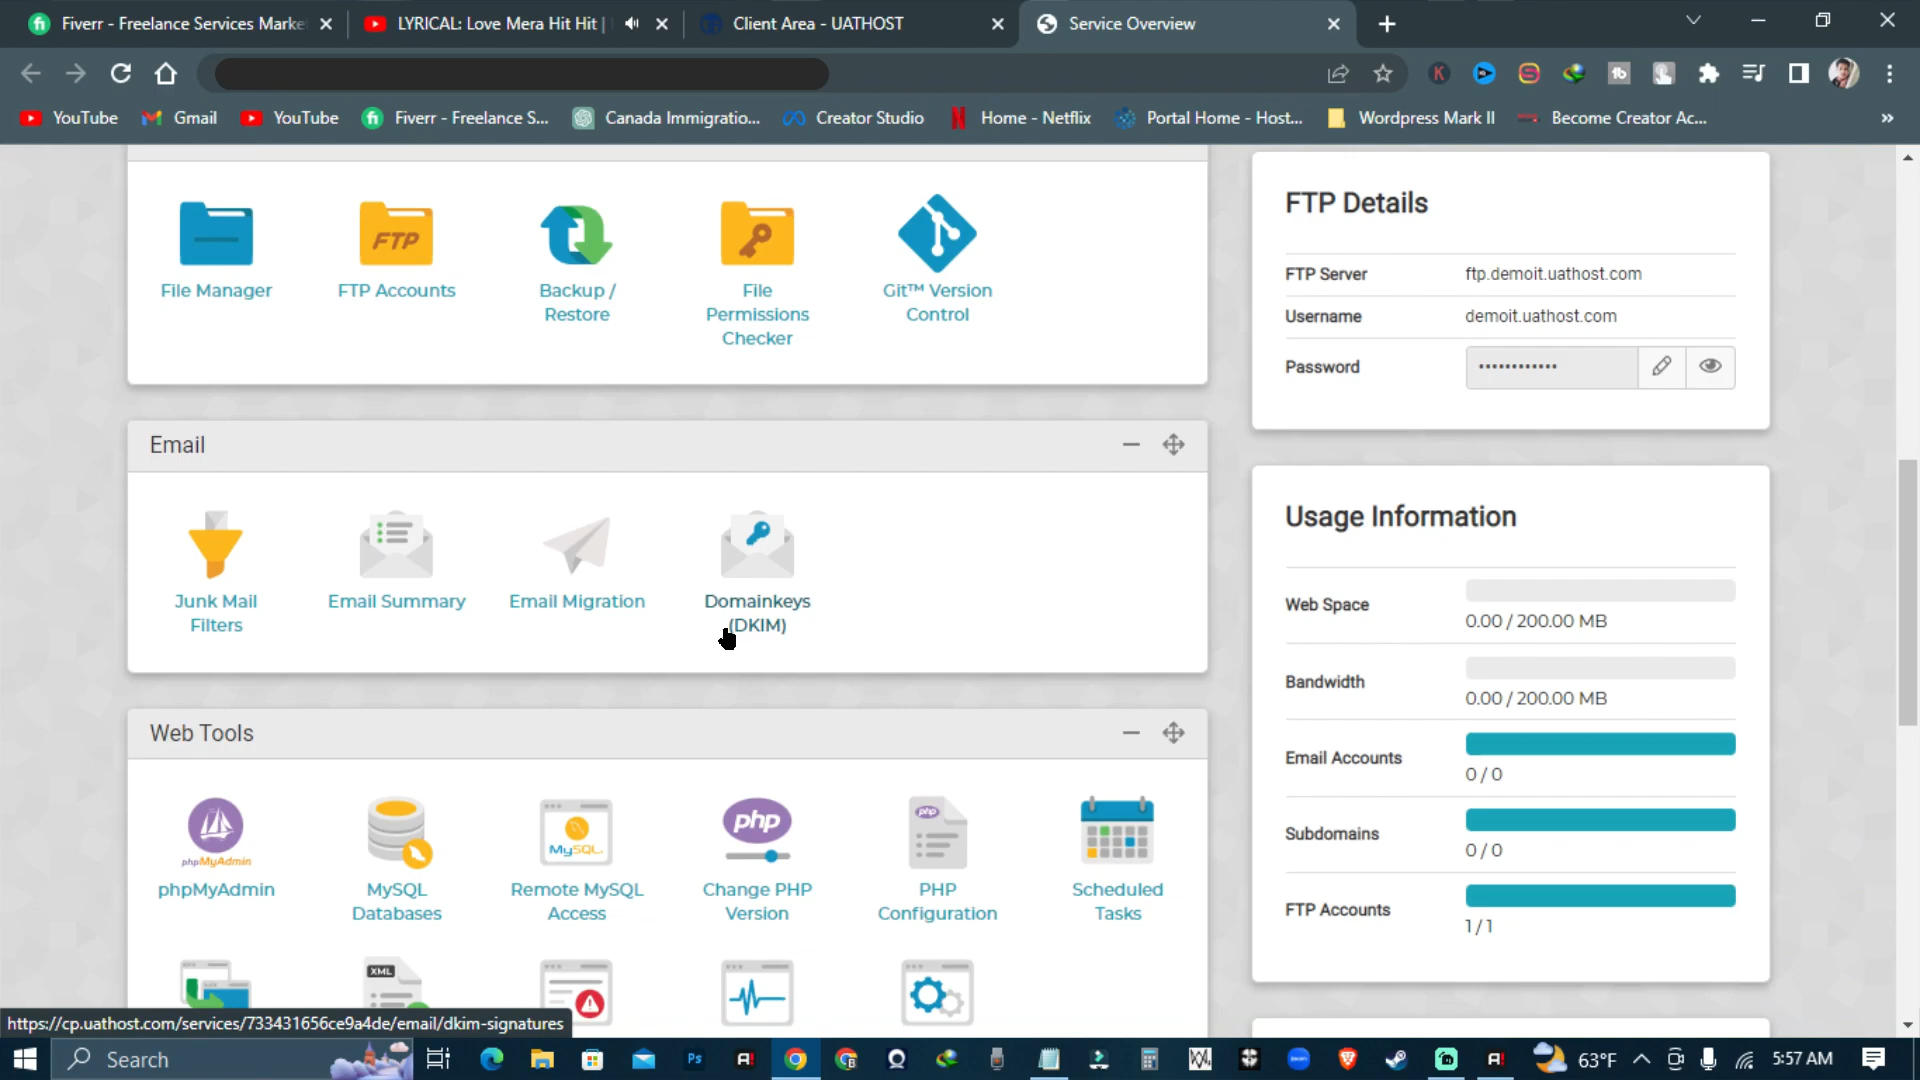 Fiverr - Freelance Services Marke
LYRICAL: Love Mera Hit Hit |
Client Area - UATHOST
Service Overview
YouTube
Gmail
YouTube
Fiverr - Freelance S...
Canada Immigratio...
Creator Studio
Home - Netflix
Portal Home - Host...
Wordpress Mark II
Become Creator Ac...
»
File Manager
FTP
FTP Accounts
Backup /
Restore
File
Permissions
Checker
Git™ Version
Control
FTP Details
FTP Server
ftp.demoit.uathost.com
Username
demoit.uathost.com
Password
••••••••••••
Email
Junk Mail
Filters
Email Summary
Email Migration
Domainkeys
(DKIM)
Usage Information
Web Space
0.00 / 200.00 MB
Bandwidth
0.00 / 200.00 MB
Email Accounts
0 / 0
Subdomains
0 / 0
FTP Accounts
1 / 1
Web Tools
phpMyAdmin
phpMyAdmin
MySQL
Databases
MySQL
Remote MySQL
Access
php
Change PHP
Version
php
PHP
Configuration
Scheduled
Tasks
XML
https://cp.uathost.com/services/733431656ce9a4de/email/dkim-signatures
Search
Ps
63°F
5:57 AM